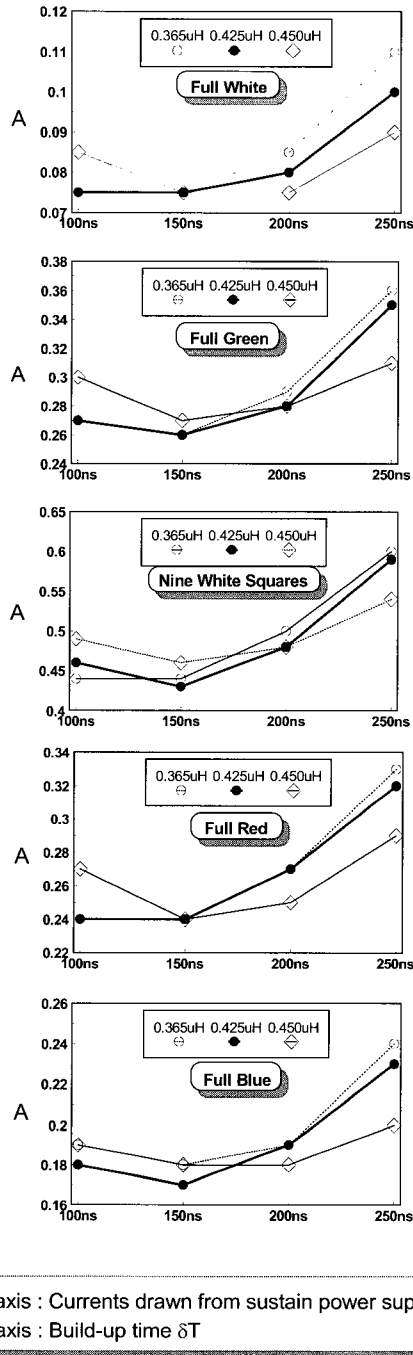 0.12
0.11
0.1
0.09
0.08
0.07
A
0.365uH 0.425uH 0.450uH
Full White
100ns 150ns 200ns 250ns
0.38
0.36
0.34
0.32
0.3
0.28
0.26
0.24
A
0.365uH 0.425uH 0.450uH
Full Green
100ns 150ns 200ns 250ns
0.65
0.6
0.55
0.5
0.45
0.4
A
0.365uH 0.425uH 0.450uH
Nine White Squares
100ns 150ns 200ns 250ns
0.34
0.32
0.3
0.28
0.26
0.24
0.22
A
0.365uH 0.425uH 0.450uH
Full Red
100ns 150ns 200ns 250ns
0.26
0.24
0.22
0.2
0.18
0.16
A
0.365uH 0.425uH 0.450uH
Full Blue
100ns 150ns 200ns 250ns
axis : Currents drawn from sustain power sup
axis : Build-up time δT